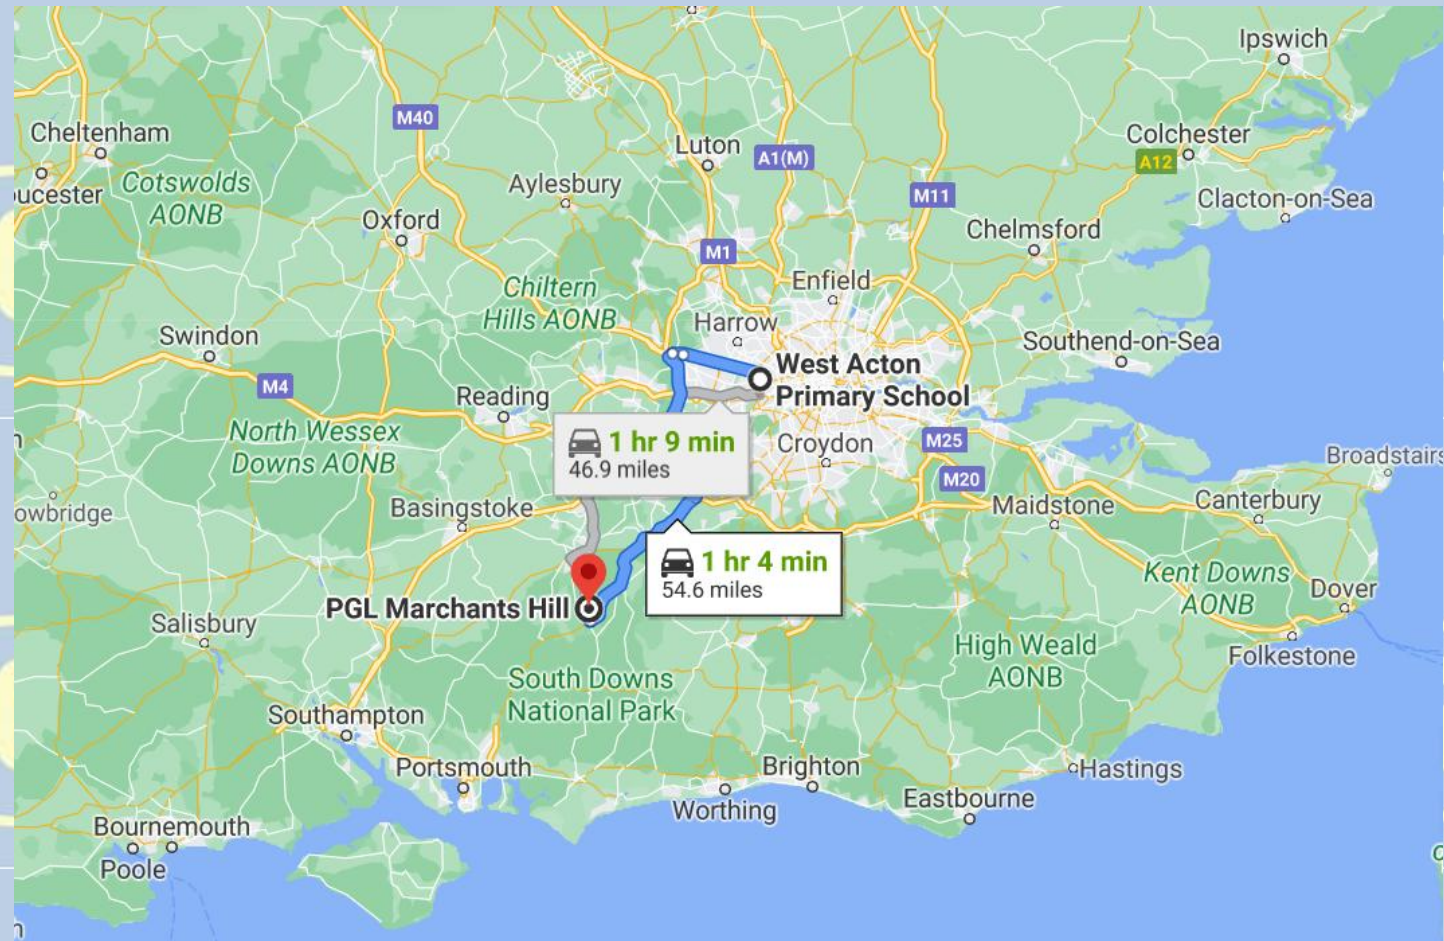 Ipswich
Cheltenham
M40
Luton
A1(M)
Colchester
A12
ucester
Cotswolds
AONB
Aylesbury
M11
Clacton-on-Sea
Oxford
Chelmsford
M1
Chiltern
Hills AONB
Enfield
Harrow
Swindon
Southend-on-Sea
West Acton
Primary School
M4
Reading
North Wessex
Downs AONB
1 hr 9 min
46.9 miles
Croydon
M25
M20
Broadstairs
owbridge
Basingstoke
Maidstone
Canterbury
1 hr 4 min
54.6 miles
Kent Downs
AONB
Dover
PGL Marchants Hill
Salisbury
High Weald
AONB
Folkestone
South Downs
National Park
Southampton
Portsmouth
Brighton
Hastings
Worthing
Eastbourne
Bournemouth
Poole